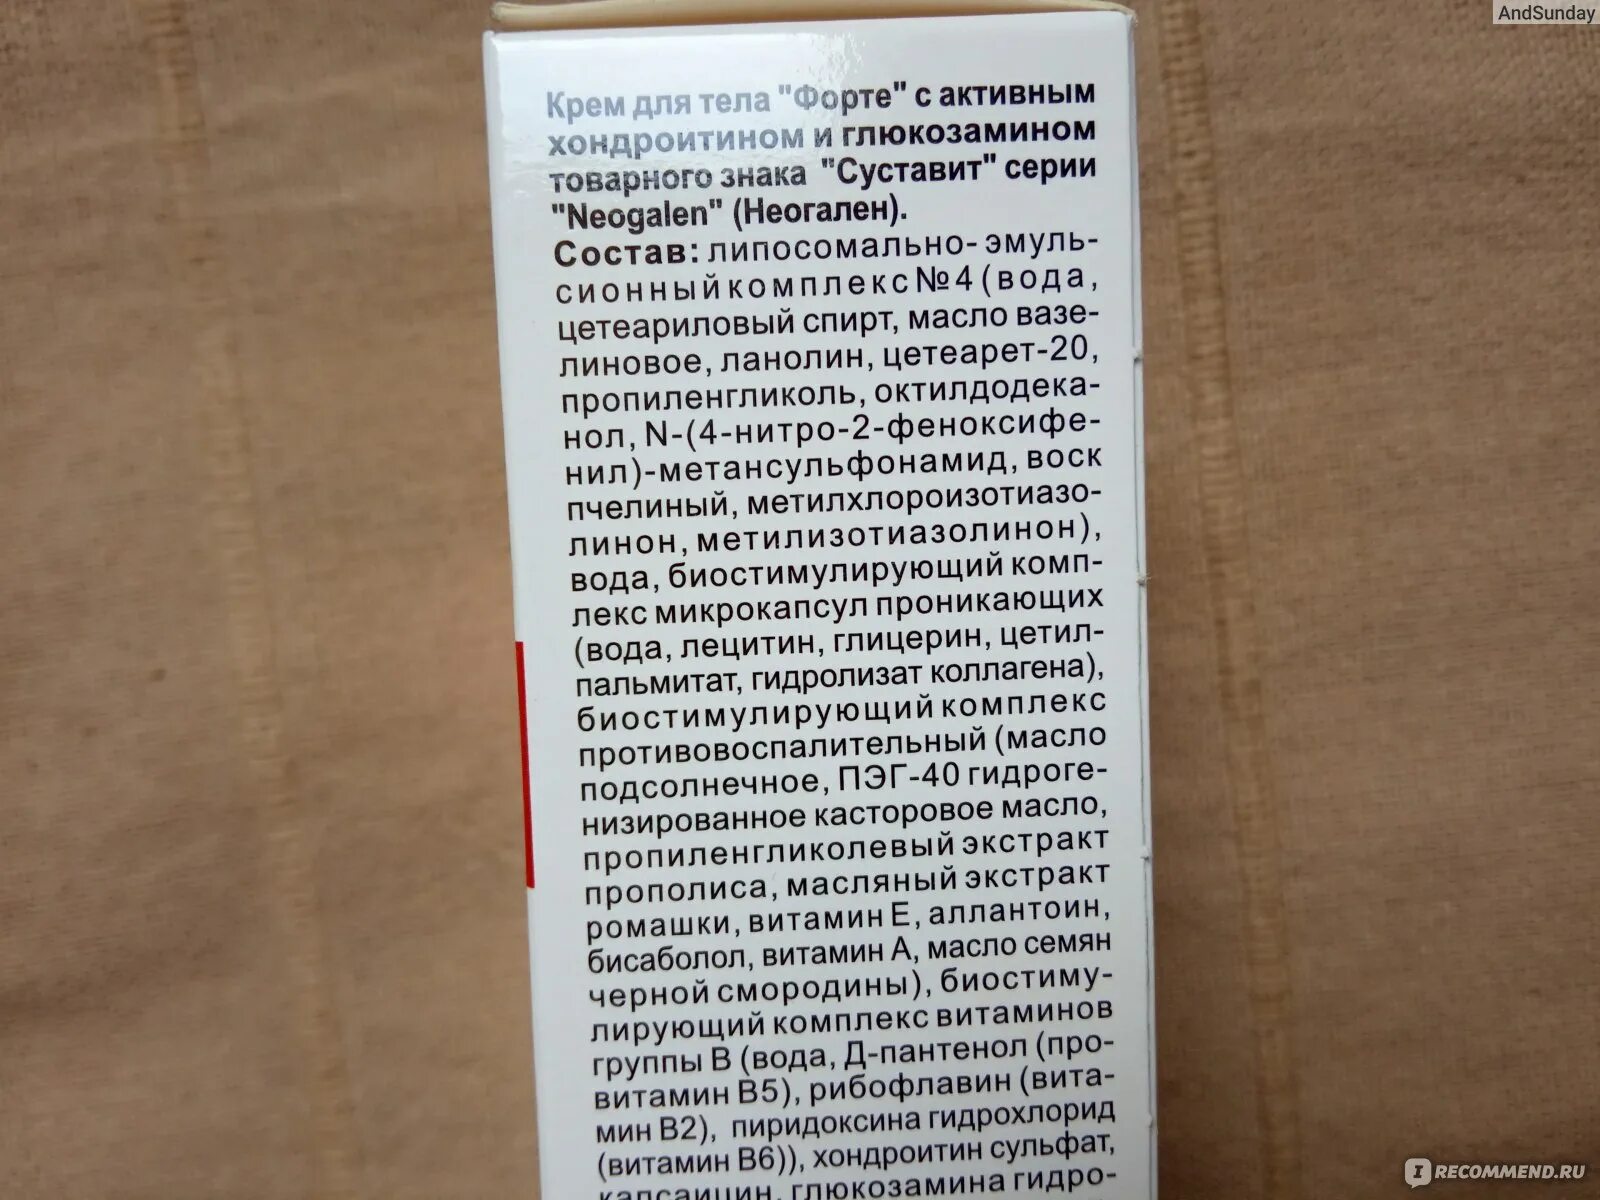 AndSunday
Крем для тела "Форте" с активным
хондроитином и глюкозамином
товарного знака "Суставит" серии
"Neogalen" (Неогален).
Состав: липосомально- эмуль-
сионный комплекс №4 (вода,
цетеариловый спирт, масло вазе-
линовое, ланолин, цетеарет-20,
пропиленгликоль, октилдодека-
нол, N-(4-нитро-2-феноксифе-
нил)-метансульфонамид, воск
пчелиный, метилхлороизотиазо-
линон, метилизотиазолинон),
вода, биостимулирующий комп-
лекс микрокапсул проникающих
(вода, лецитин, глицерин, цетил-
пальмитат, гидролизат коллагена),
биостимулирующий комплекс
противовоспалительный (масло
подсолнечное, ПЭГ-40 гидроге-
низированное касторовое масло,
пропиленгликолевый экстракт
прополиса, масляный экстракт
ромашки, витамин Е, аллантоин,
бисаболол, витамин А, масло семян
черной смородины), биостиму-
лирующий комплекс витаминов
группы В (вода, Д-пантенол (про-
витамин В5), рибофлавин (вита-
мин В2), пиридоксина гидрохлорид
(витамин В6)), хондроитин сульфат,
капсаицин, глюкозамина гидро-
IRECOMMEND.RU